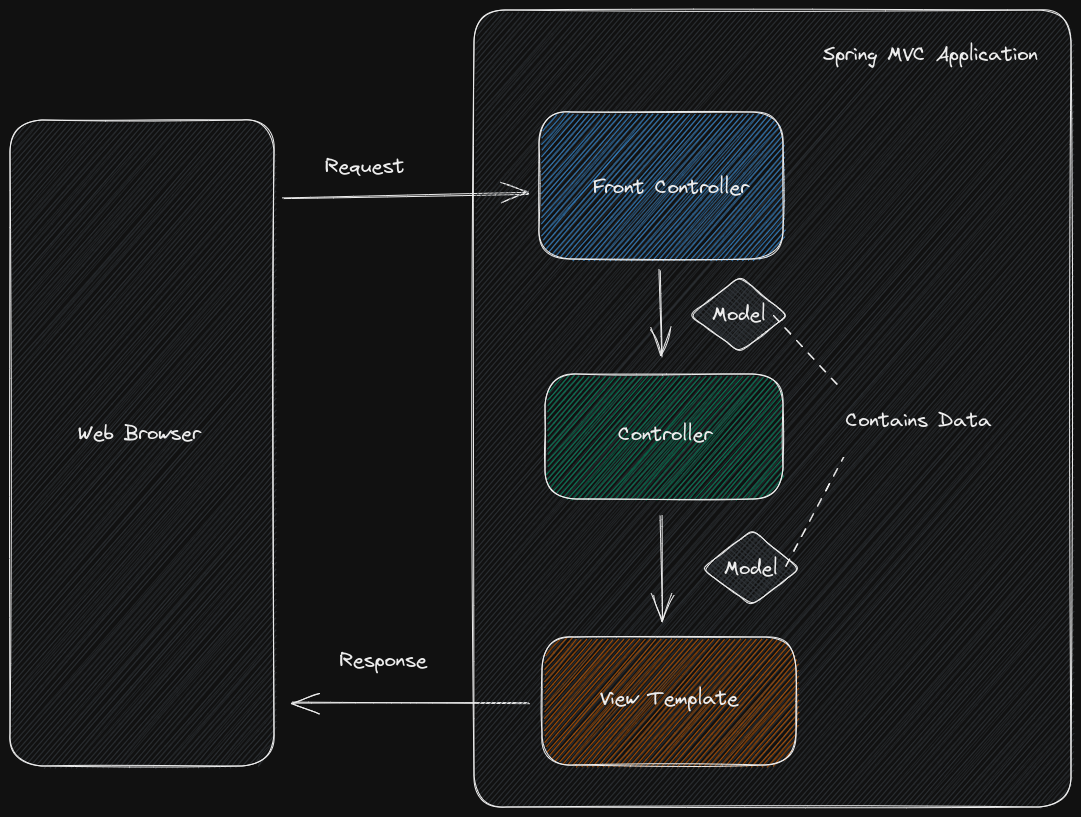 Spring MVC Application
Request
Front Controller
Model
Contains Data
Web Browser
Controller
Model
Response
View Template